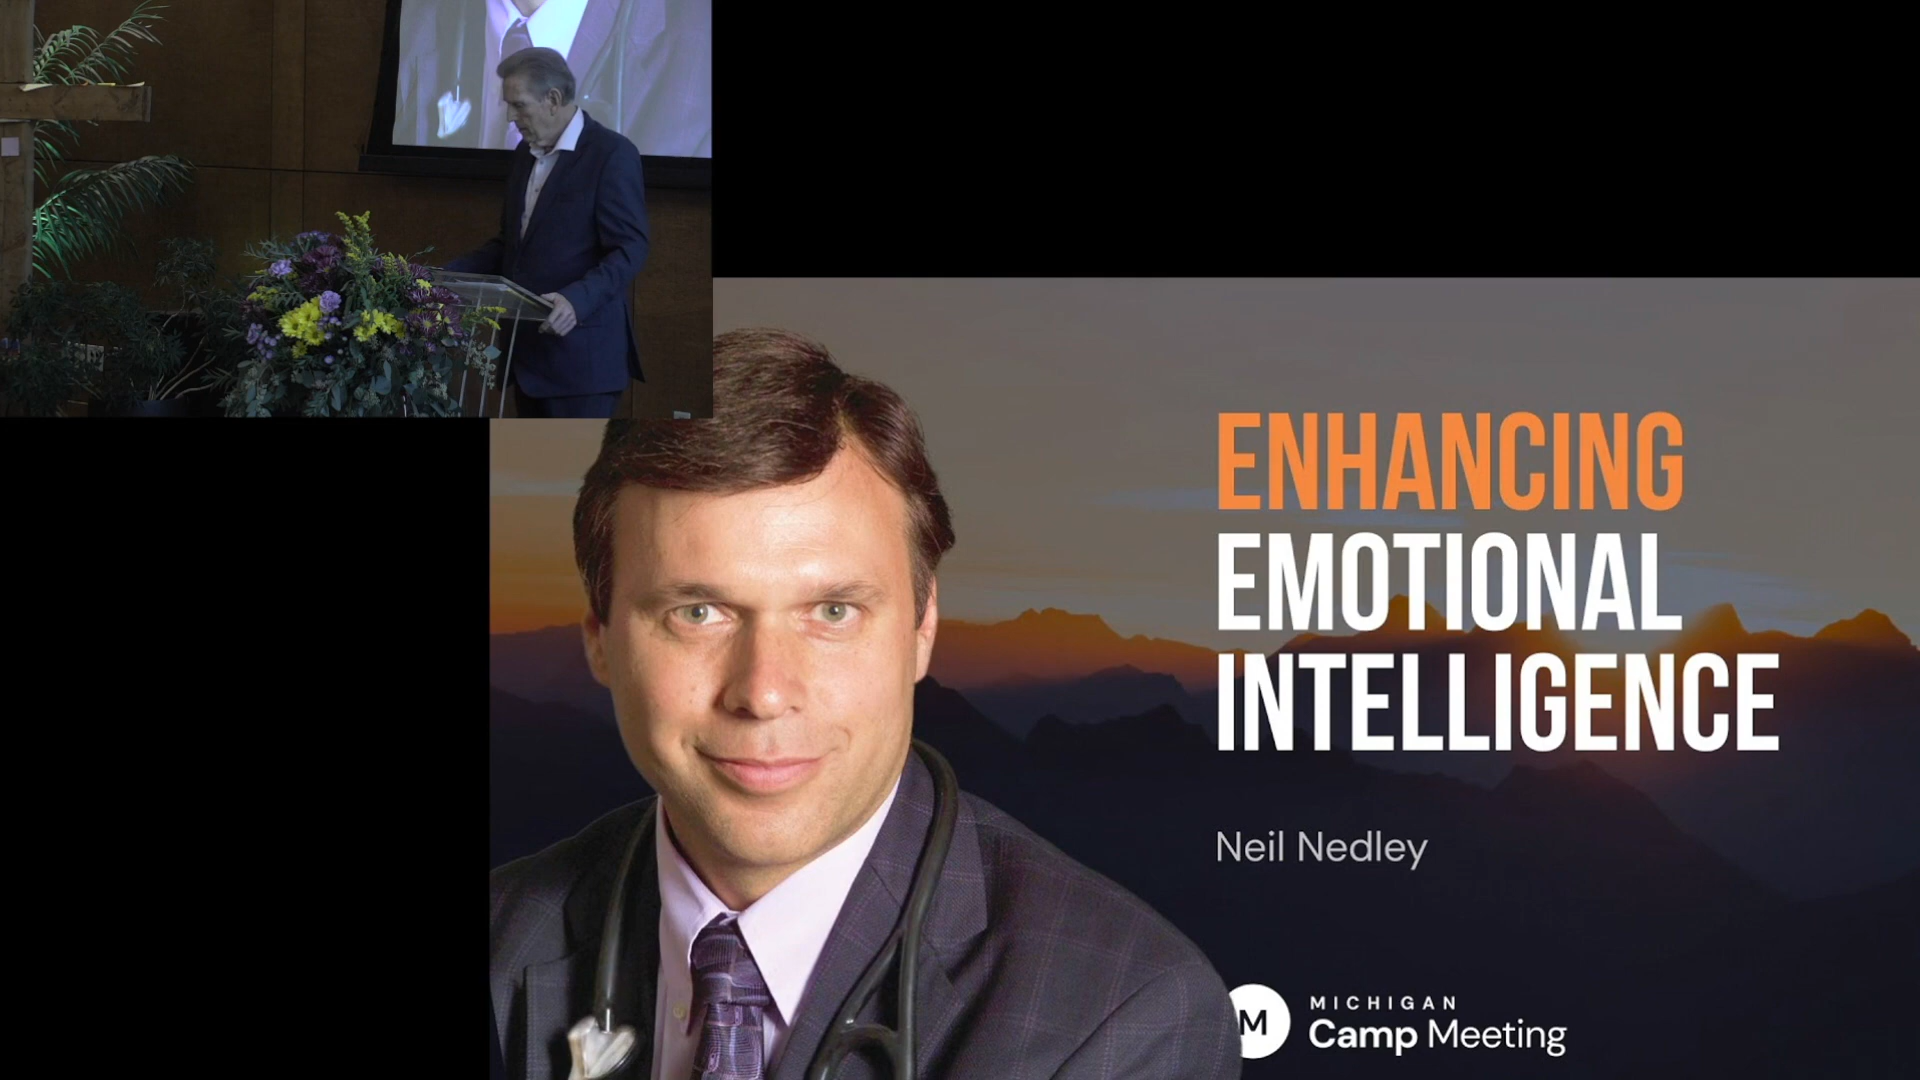 ENHANCING
EMOTIONAL
INTELLIGENCE
Neil Nedley
M
MICHIGAN
Camp Meeting